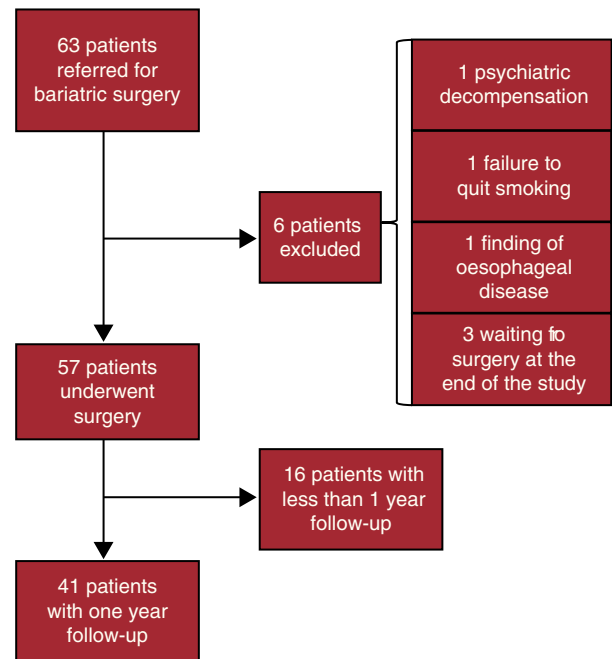 63 patients
referred for
bariatric surgery
6 patients
excluded
1 psychiatric
decompensation
1 failure to
quit smoking
1 finding of
oesophageal
disease
3 waiting fro
surgery at the
end of the study
57 patients
underwent
surgery
16 patients with
less than 1 year
follow-up
41 patients
with one year
follow-up